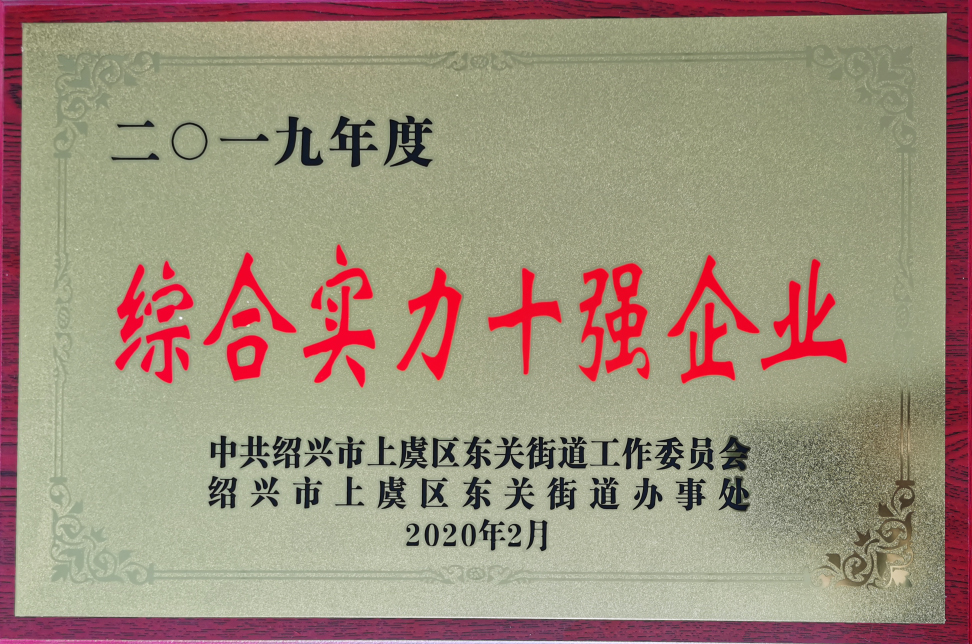 二〇一九年度
综合实力十强企业
中共绍兴市上虞区东关街道工作委员会
绍兴市上虞区东关街道办事处
2020年2月